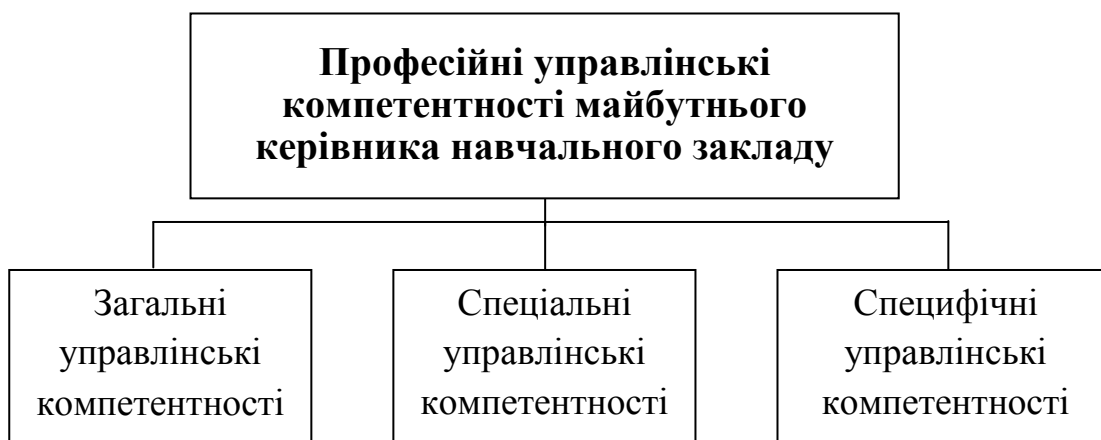 Професійні управлінські
компетентності майбутнього
керівника навчального закладу
Загальні
управлінські
компетентності
Спеціальні
управлінські
компетентності
Специфічні
управлінські
компетентності